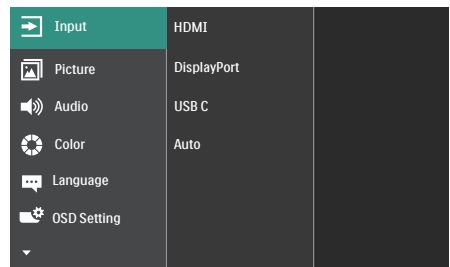 Input
HDMI
Picture
DisplayPort
Audio
USB C
Color
Auto
Language
OSD Setting